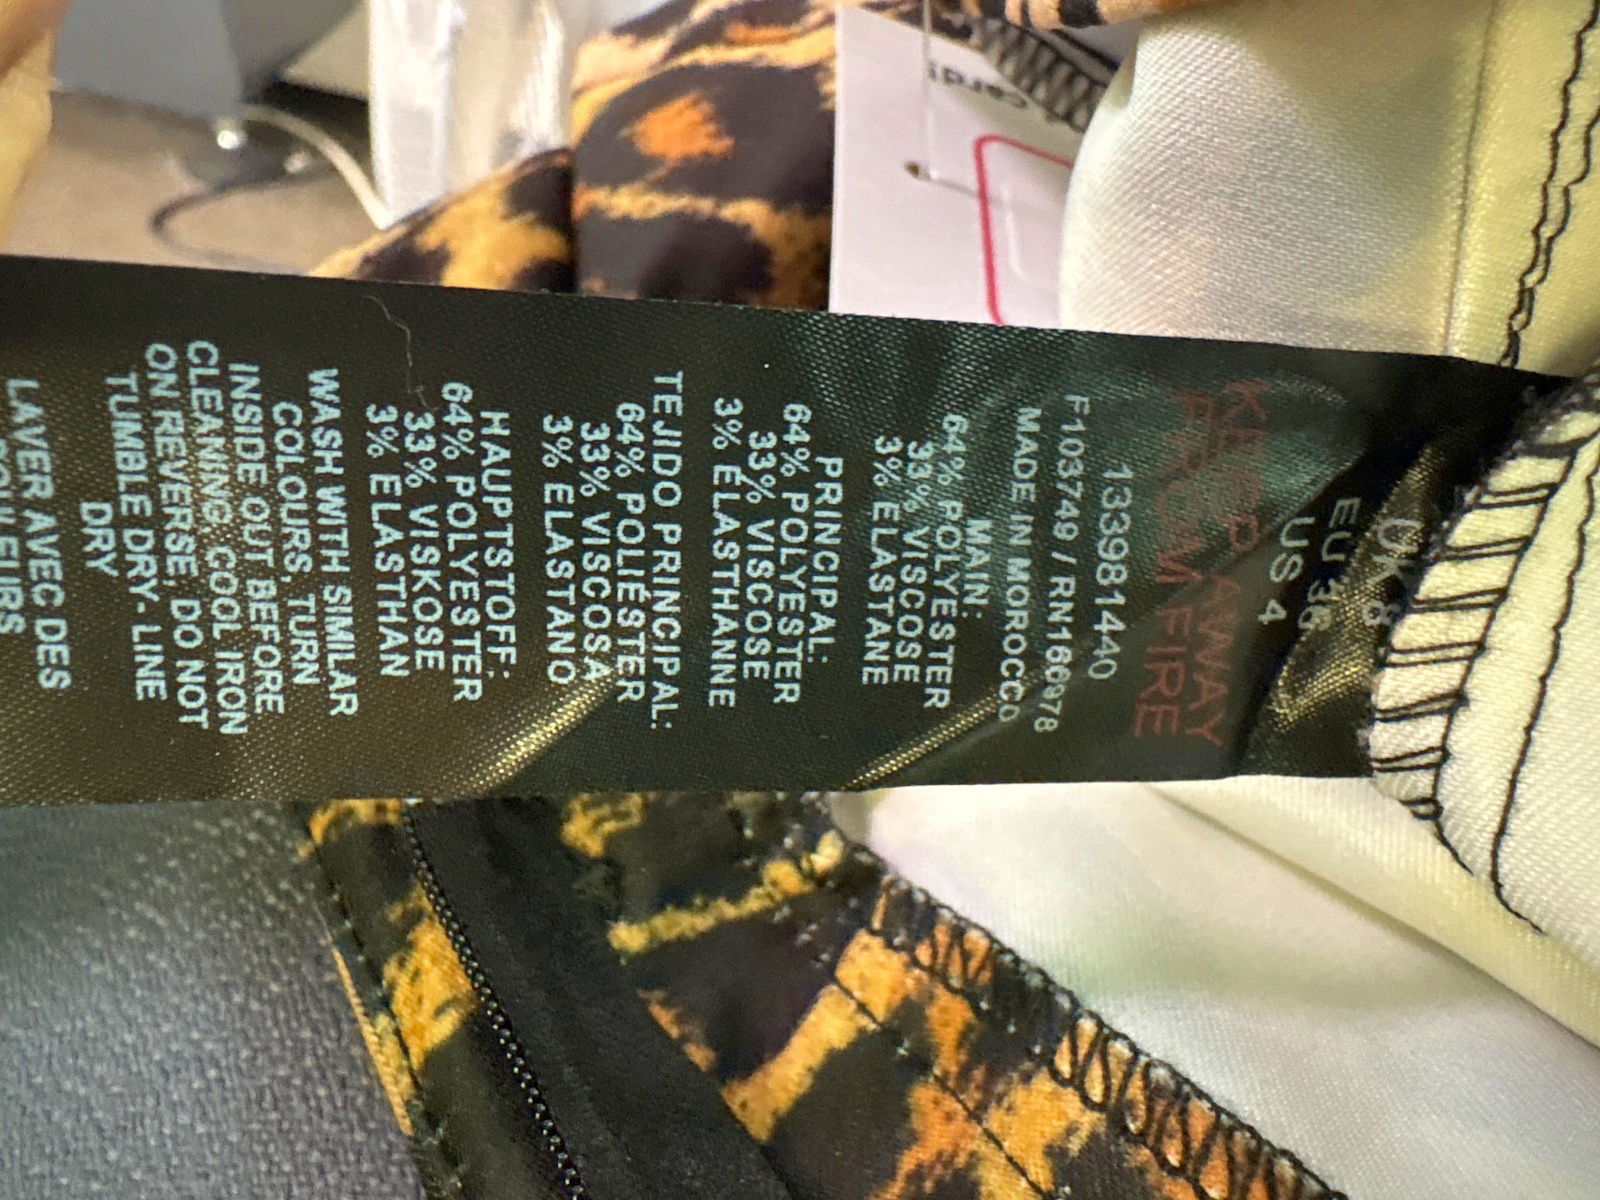 UK 8
EU 36
US 4
KEEP AWAY
FROM FIRE
13981440
F103749 / RN166978
MADE IN MOROCCO
MAIN:
64% POLYESTER
33% VISCOSE
3% ELASTANE
PRINCIPAL:
64% POLYESTER
33% VISCOSE
3% ELASTHANNE
TEJIDO PRINCIPAL:
64% POLIÉSTER
33% VISCOSA
3% ELASTANO
HAUPTSTOFF:
64% POLYESTER
33% VISKOSE
3% ELASTHAN
WASH WITH SIMILAR
COLOURS, TURN
INSIDE OUT BEFORE
CLEANING, COOL IRON
ON REVERSE, DO NOT
TUMBLE DRY- LINE
DRY
LAVER AVEC DES
cardi